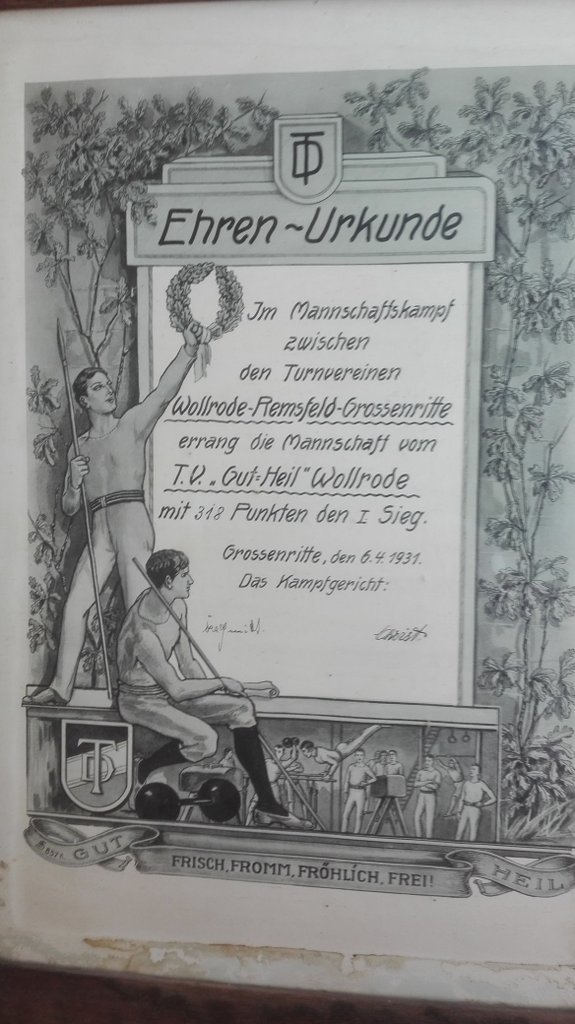 DT
Ehren~Urkunde
Im Mannschaftskampf
zwischen
den Turnvereinen
Wollrode-Remsfeld-Grossenritte
errang die Mannschaft vom
T.V. „Gut=Heil" Wollrode
mit 318 Punkten den I Sieg.
Grossenritte, den 6.4.1931.
Das Kampfgericht:
Christ.
DT
GUT
FRISCH, FROMM, FRÖHLICH, FREI!
HEIL